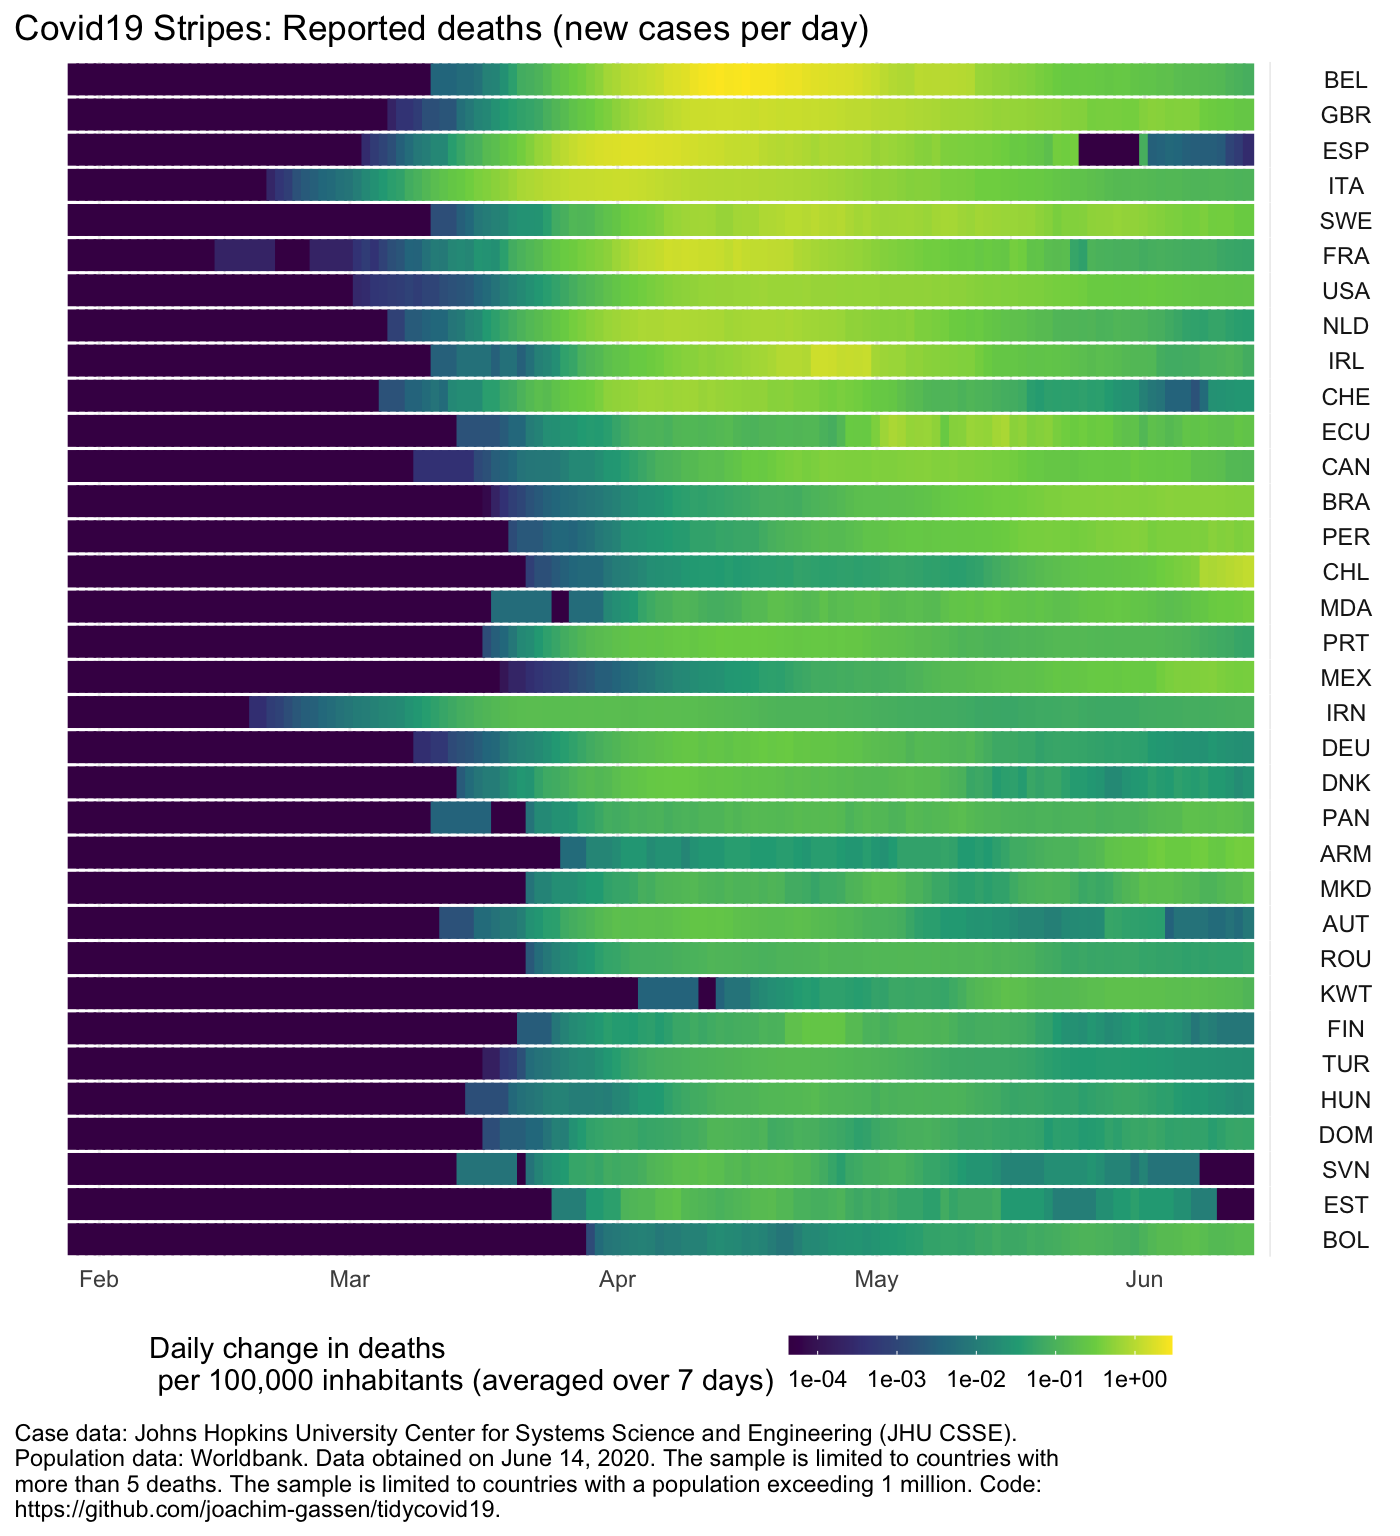 Covid19 Stripes: Reported deaths (new cases per day)
BEL
GBR
ESP
ITA
SWE
FRA
USA
NLD
IRL
CHE
ECU
CAN
BRA
PER
CHL
MDA
PRT
MEX
IRN
DEU
DNK
PAN
ARM
MKD
AUT
ROU
KWT
FIN
TUR
HUN
DOM
SVN
EST
BOL
Feb Mar Apr May Jun
Daily change in deaths
per 100,000 inhabitants (averaged over 7 days)
1e-04 1e-03 1e-02 1e-01 1e+00
Case data: Johns Hopkins University Center for Systems Science and Engineering (JHU CSSE).
Population data: Worldbank. Data obtained on June 14, 2020. The sample is limited to countries with
more than 5 deaths. The sample is limited to countries with a population exceeding 1 million. Code:
https://github.com/joachim-gassen/tidycovid19.